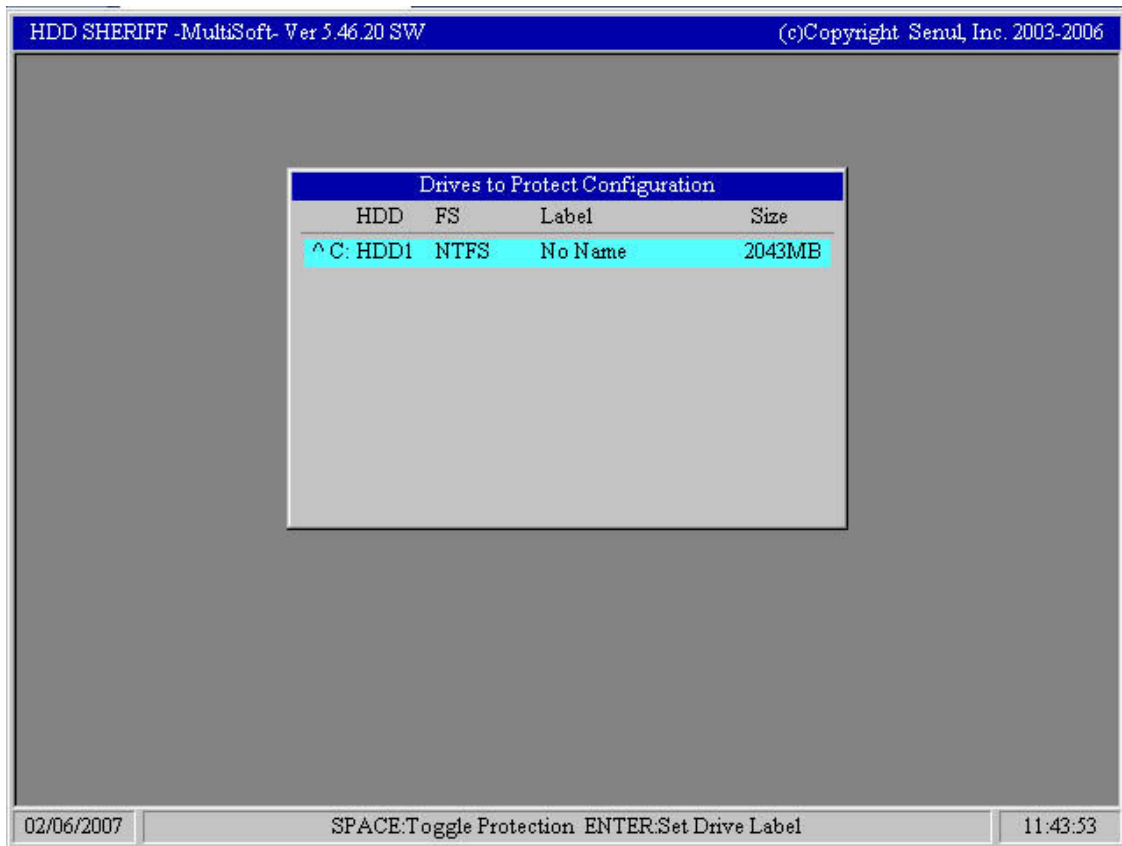 HDD SHERIFF -MultiSoft- Ver 5.46.20 SW (c)Copyright Senul, Inc. 2003-2006
Drives to Protect Configuration
HDD FS Label Size
^ C: HDD1 NTFS No Name 2043MB
02/06/2007 SPACE:Toggle Protection ENTER:Set Drive Label 11:43:53